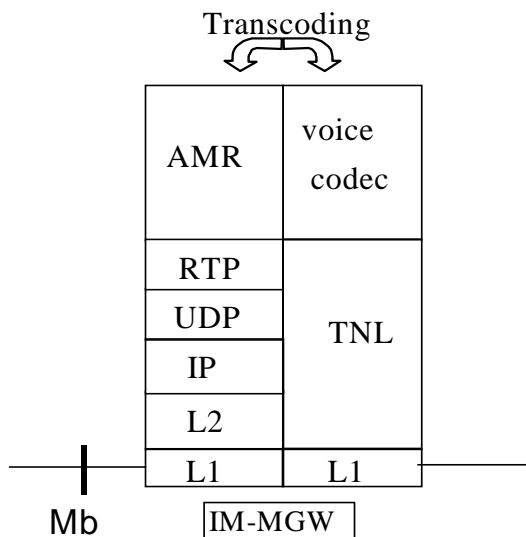 Transcoding
AMR
voice
codec
RTP
UDP
TNL
IP
L2
L1
L1
Mb
IM-MGW